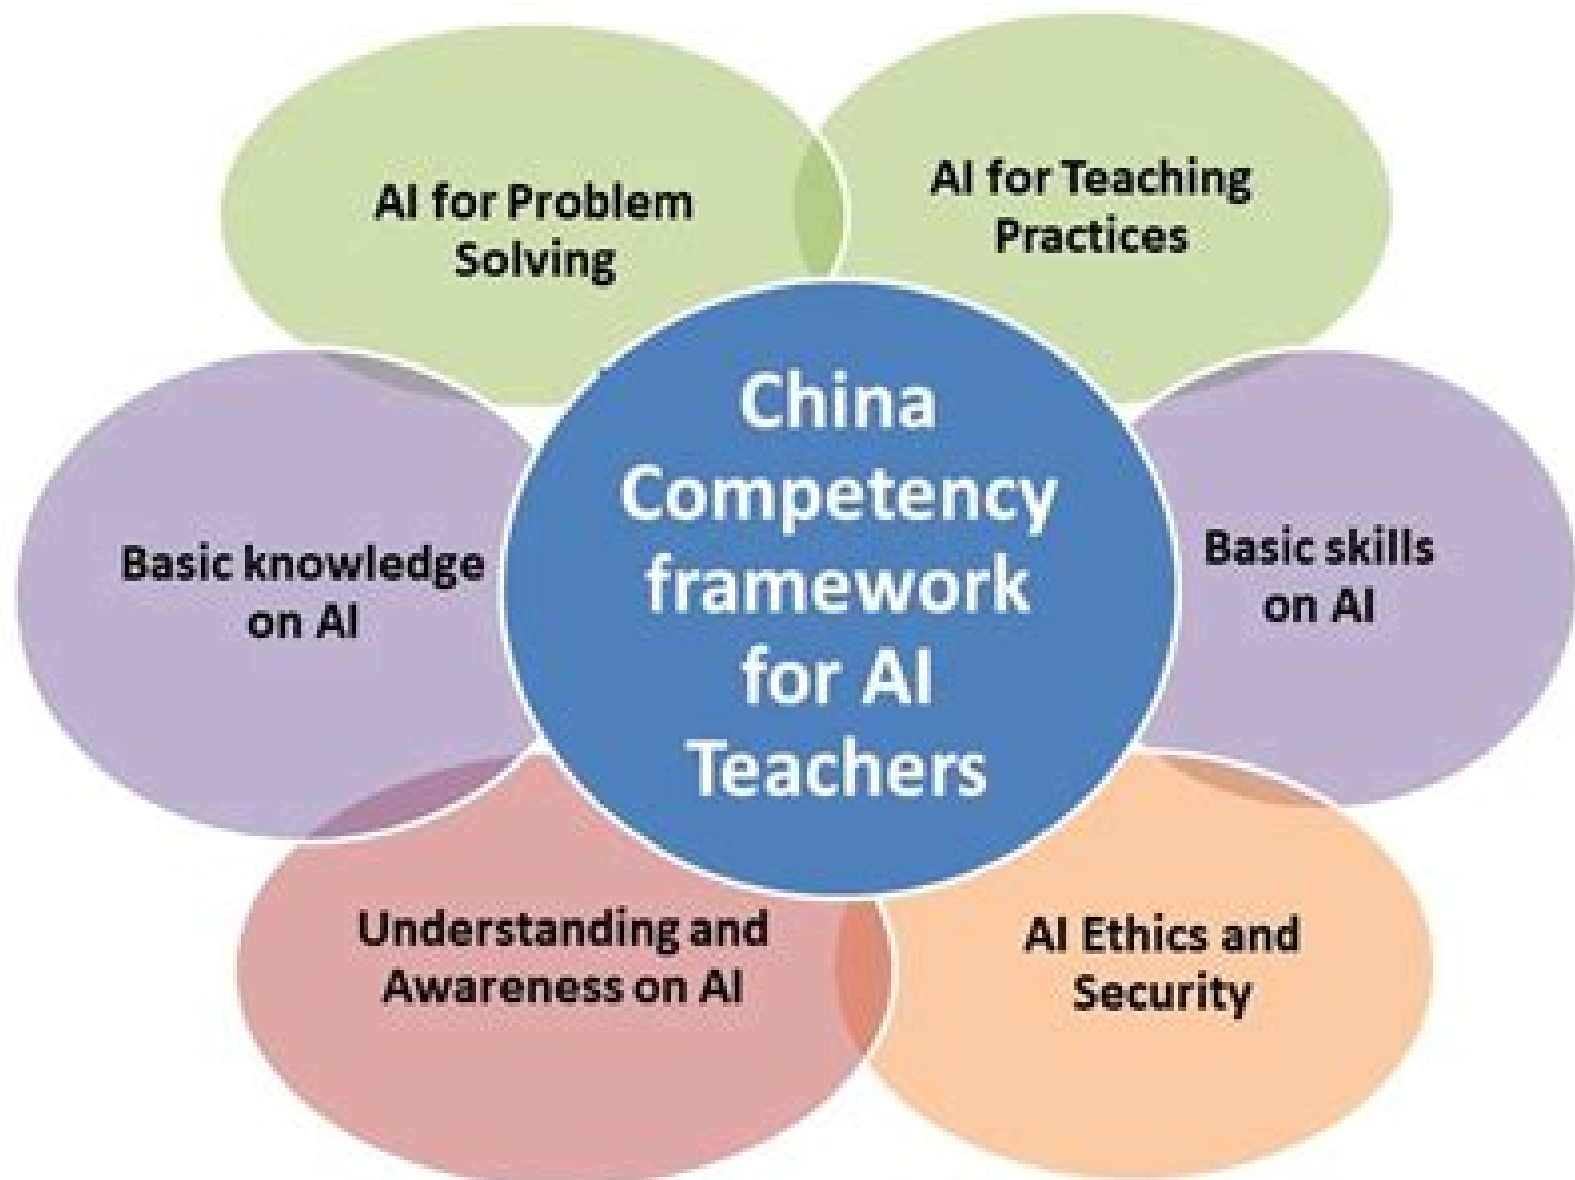 AI for Problem
Solving
AI for Teaching
Practices
China
Competency
framework
for AI
Teachers
Basic knowledge
on AI
Basic skills
on AI
Understanding and
Awareness on AI
AI Ethics and
Security